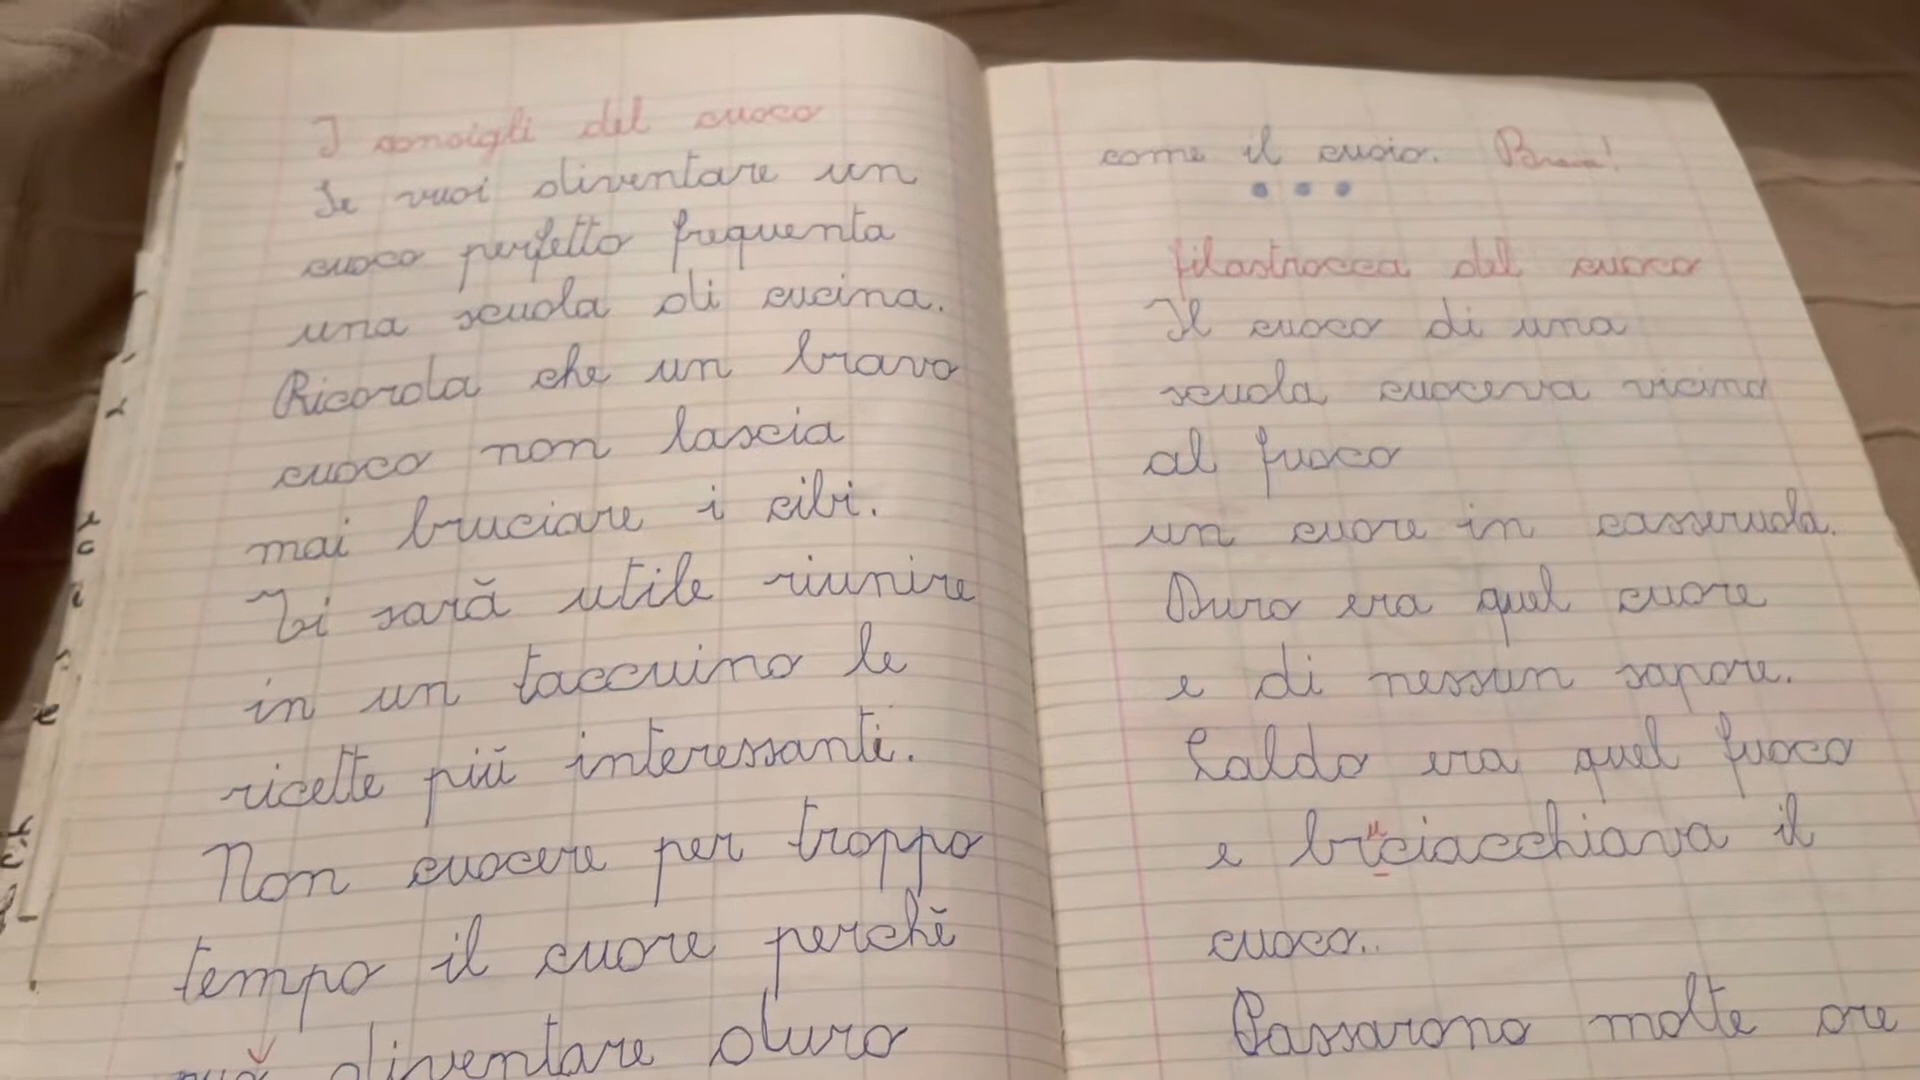 I consigli del cuoco
Se vuoi diventare un
cuoco perfetto frequenta
una scuola di cucina.
Ricorda che un bravo
cuoco non lascia
mai bruciare i cibi.
Ti sarà utile riunire
in un taccuino le
ricette più interessanti.
Non cuocere per troppo
tempo il cuore perchè
può diventare duro
come il cuoio. Brava!
filastrocca del cuoco
Il cuoco di una
scuola cuoceva vicino
al fuoco
un cuore in casseruola.
Duro era quel cuore
e di nessun sapore.
Caldo era quel fuoco
e bruciacchiava il
cuoco..
Passarono molte ore